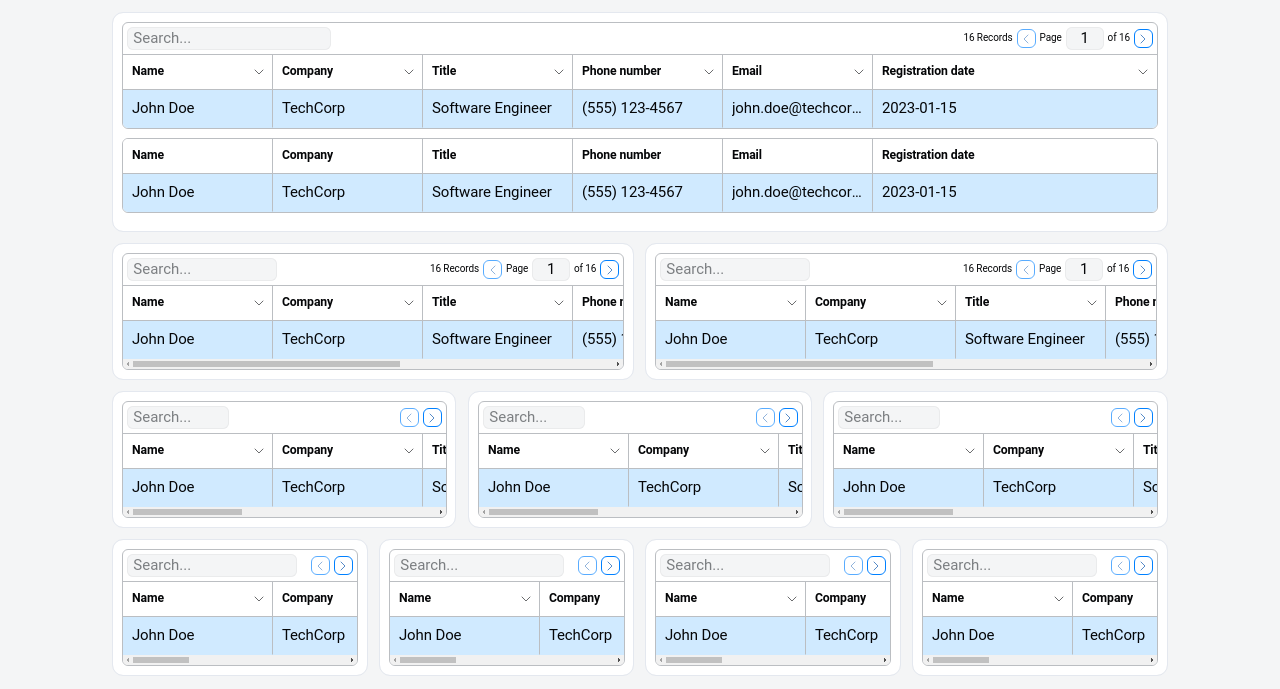 Search... 16 Records Page 1 of 16
Name Company Title Phone number Email Registration date
John Doe TechCorp Software Engineer (555) 123-4567 john.doe@techcor... 2023-01-15
Name Company Title Phone number Email Registration date
John Doe TechCorp Software Engineer (555) 123-4567 john.doe@techcor... 2023-01-15
Search... 16 Records Page 1 of 16 Search... 16 Records Page 1 of 16
Name Company Title Phone Name Company Title Phone
John Doe TechCorp Software Engineer (555) John Doe TechCorp Software Engineer (555)
Search... Search... Search...
Name Company Tit Name Company Tit Name Company Tit
John Doe TechCorp So John Doe TechCorp So John Doe TechCorp So
Search... Search... Search... Search...
Name Company Name Company Name Company Name Company
John Doe TechCorp John Doe TechCorp John Doe TechCorp John Doe TechCorp